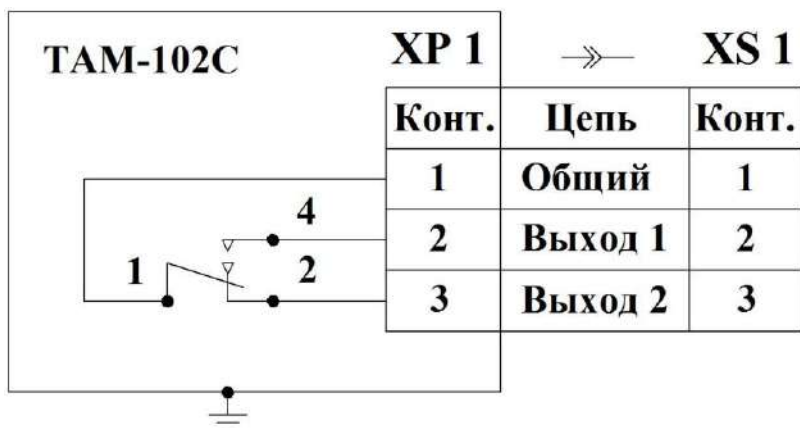 ТАМ-102С
XP 1
XS 1
Конт. Цепь Конт.
1 Общий 1
4
2 Выход 1 2
1
2
3 Выход 2 3